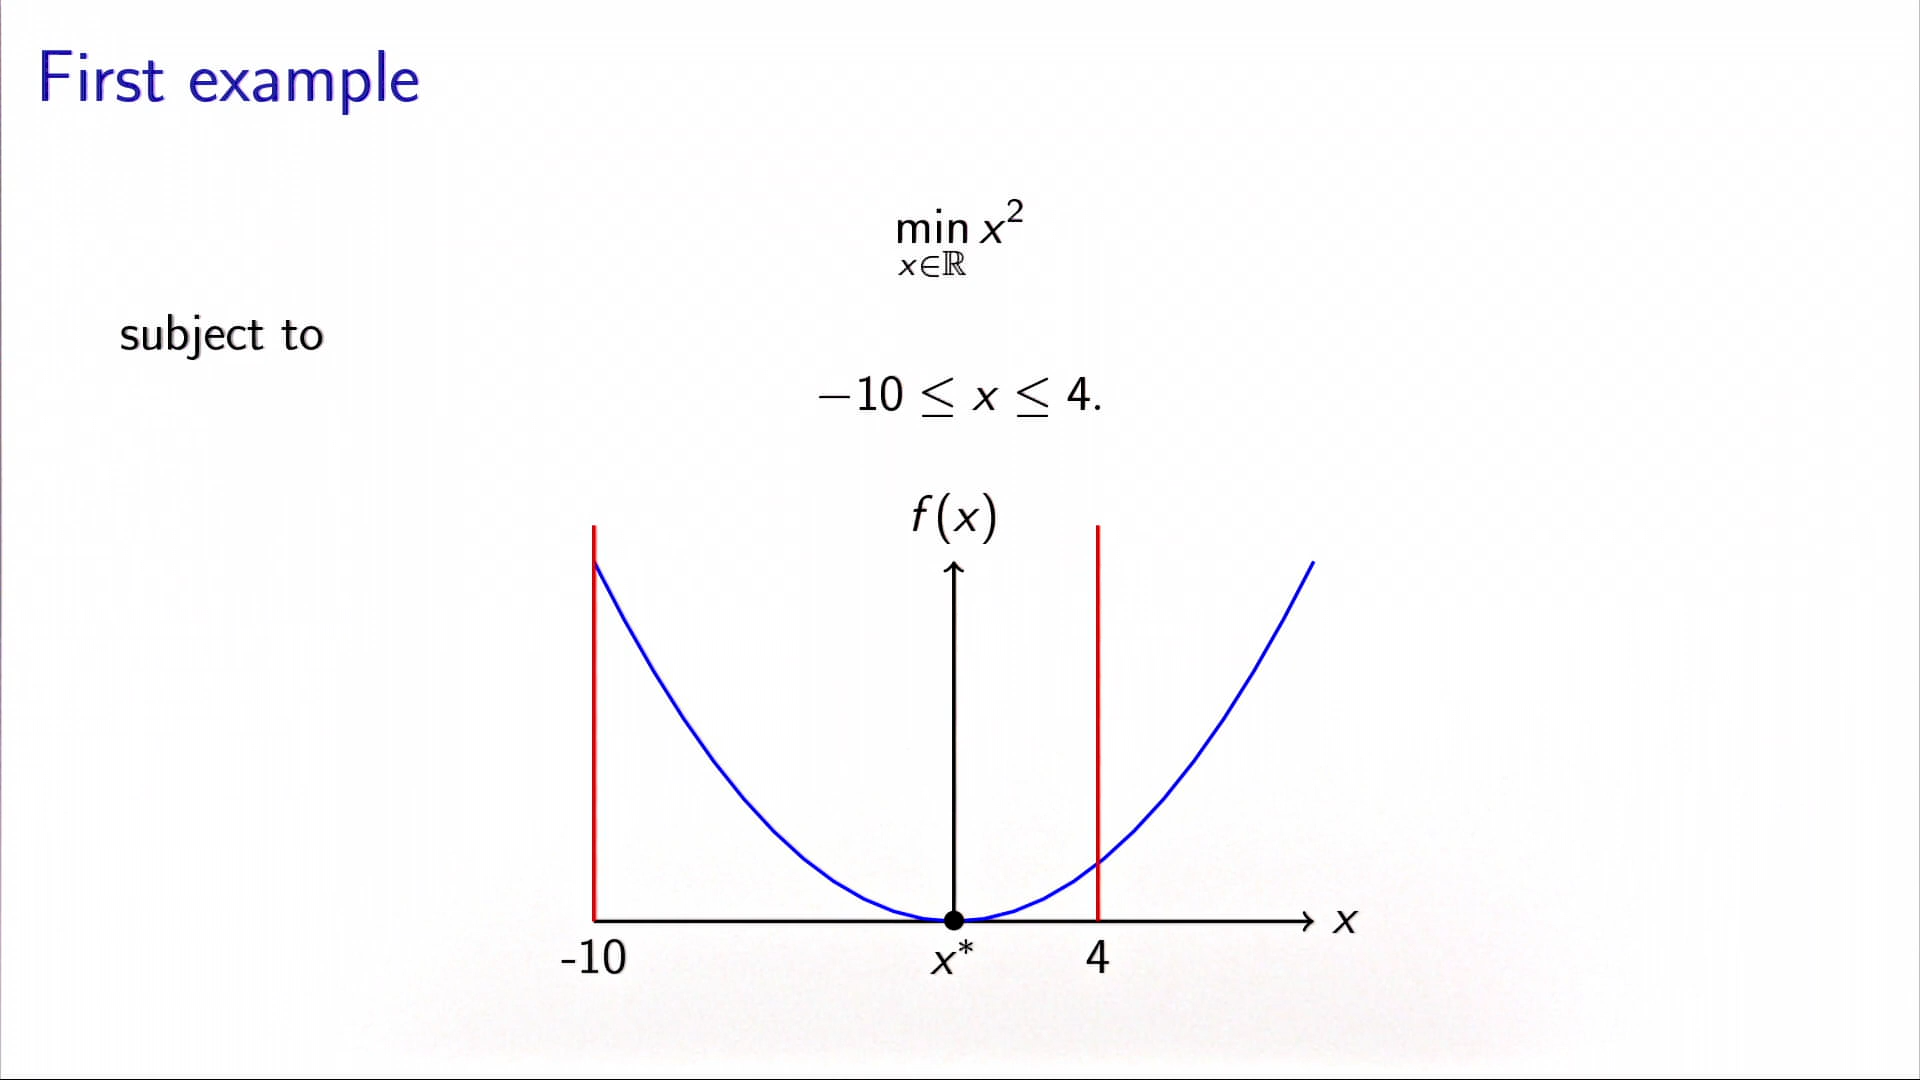 First example
min x²
x∈ℝ
subject to
−10 ≤ x ≤ 4.
f(x)
x
-10 x* 4